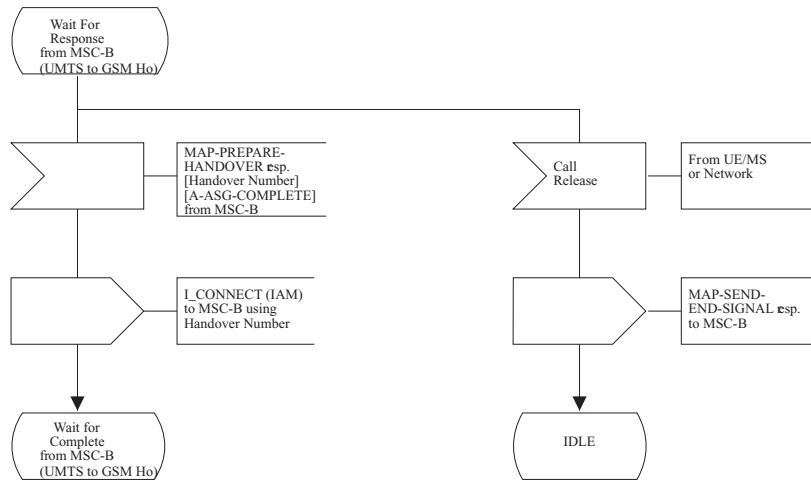 Wait For
Response
from MSC-B
(UMTS to GSM Ho)
MAP-PREPARE-
HANDOVER resp.
[Handover Number]
[A-ASG-COMPLETE]
from MSC-B
Call
Release
From UE/MS
or Network
I_CONNECT (IAM)
to MSC-B using
Handover Number
MAP-SEND-
END-SIGNAL resp.
to MSC-B
Wait for
Complete
from MSC-B
(UMTS to GSM Ho)
IDLE